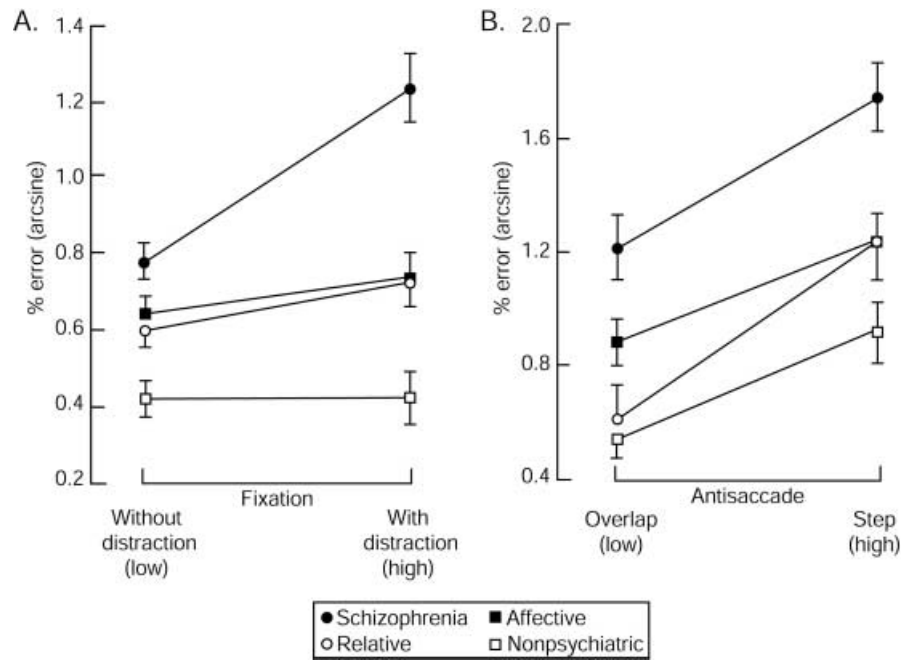 A.
1.4
1.2
1.0
0.8
0.6
0.4
0.2
% error (arcsine)
Fixation
Without
distraction
(low)
With
distraction
(high)
B.
2.0
1.6
1.2
0.8
0.4
% error (arcsine)
Antisaccade
Overlap
(low)
Step
(high)
Schizophrenia
Affective
Relative
Nonpsychiatric